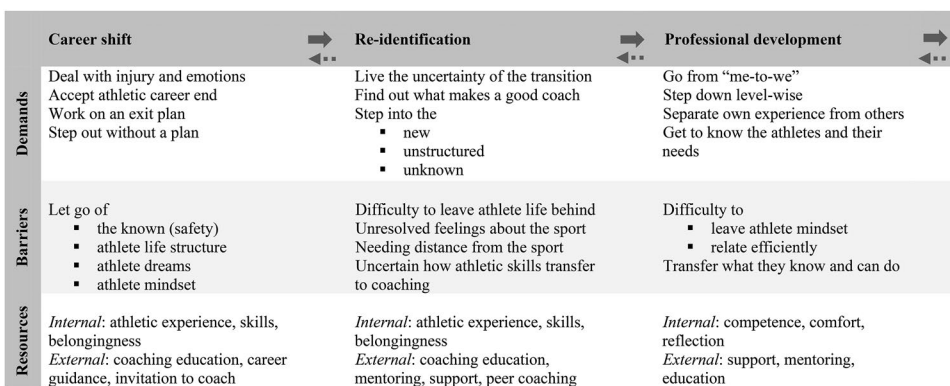 Career shift
Re-identification
Professional development
Demands
Deal with injury and emotions
Accept athletic career end
Work on an exit plan
Step out without a plan
Live the uncertainty of the transition
Find out what makes a good coach
Step into the
▪ new
▪ unstructured
▪ unknown
Go from “me-to-we”
Step down level-wise
Separate own experience from others
Get to know the athletes and their
needs
Barriers
Let go of
▪ the known (safety)
▪ athlete life structure
▪ athlete dreams
▪ athlete mindset
Difficulty to leave athlete life behind
Unresolved feelings about the sport
Needing distance from the sport
Uncertain how athletic skills transfer
to coaching
Difficulty to
▪ leave athlete mindset
▪ relate efficiently
Transfer what they know and can do
Resources
Internal: athletic experience, skills,
belongingness
External: coaching education, career
guidance, invitation to coach
Internal: athletic experience, skills,
belongingness
External: coaching education,
mentoring, support, peer coaching
Internal: competence, comfort,
reflection
External: support, mentoring,
education